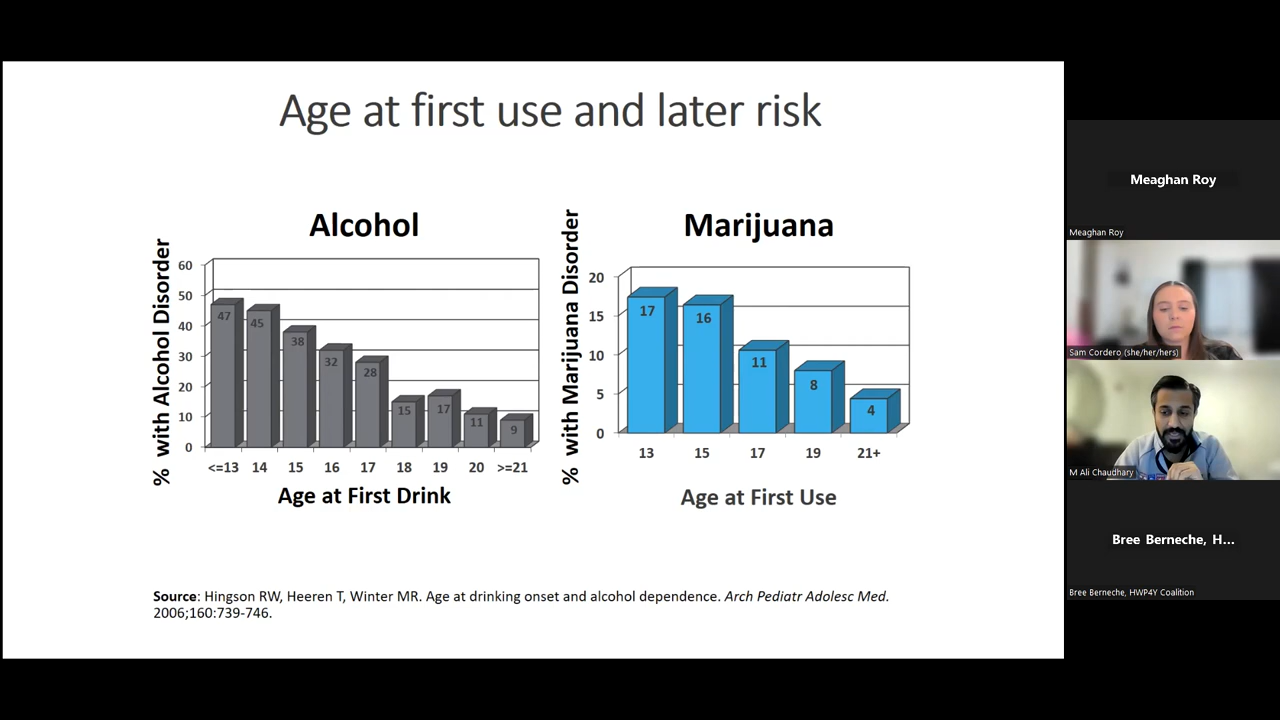 Age at first use and later risk
Alcohol
% with Alcohol Disorder
60
50
40
30
20
10
0
47
45
38
32
28
15
17
11
9
<=13 14 15 16 17 18 19 20 >=21
Age at First Drink
Marijuana
% with Marijuana Disorder
20
15
10
5
0
17
16
11
8
4
13 15 17 19 21+
Age at First Use
Source: Hingson RW, Heeren T, Winter MR. Age at drinking onset and alcohol dependence. Arch Pediatr Adolesc Med.
2006;160:739-746.
Meaghan Roy
Meaghan Roy
Sam Cordero (she/her/hers)
M Ali Chaudhary
Bree Berneche, H...
Bree Berneche, HWP4Y Coalition